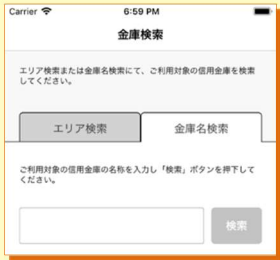 Carrier 6:59 PM
金庫検索
エリア検索または金庫名検索にて、ご利用対象の信用金庫を検索
してください。
エリア検索 金庫名検索
ご利用対象の信用金庫の名称を入力し「検索」ボタンを押下して
ください。
検索